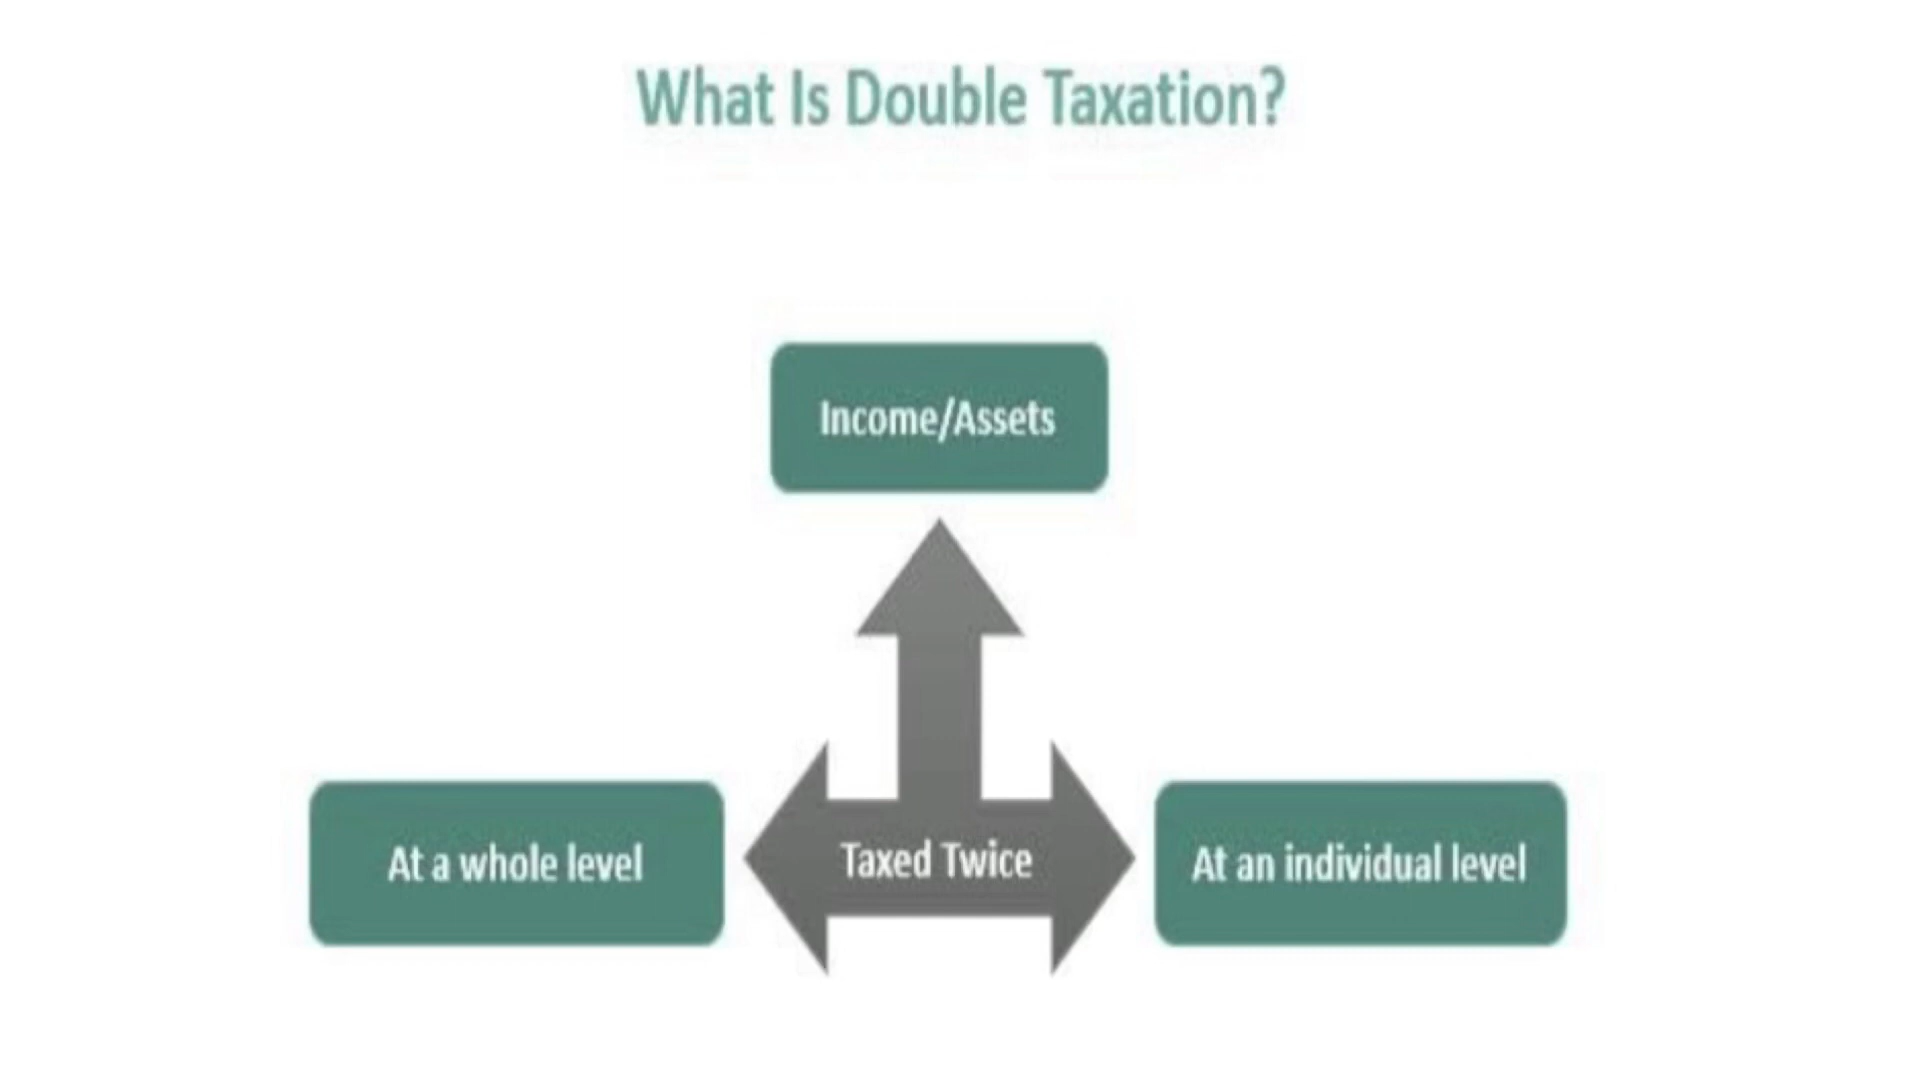 What Is Double Taxation?
Income/Assets
At a whole level
Taxed Twice
At an individual level